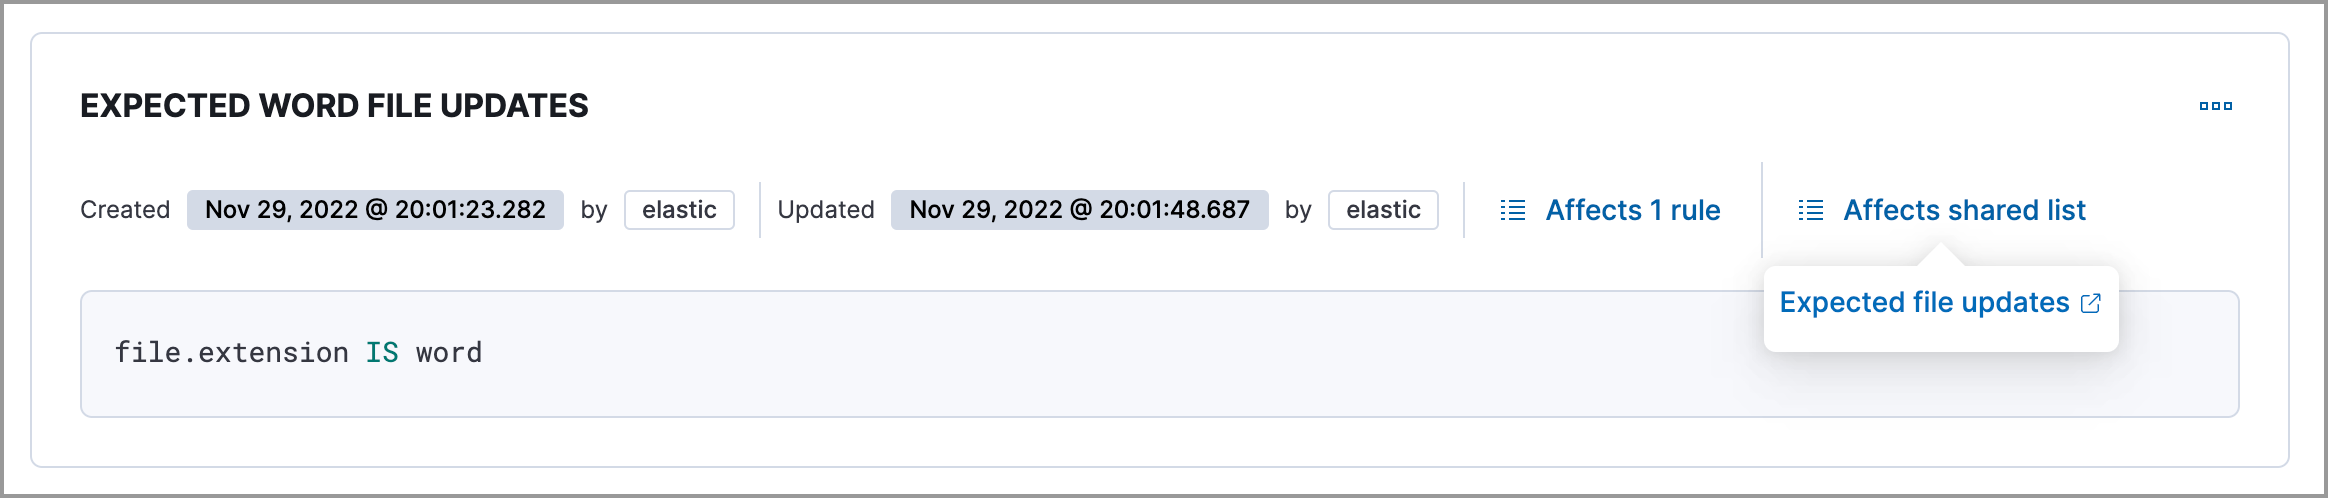 EXPECTED WORD FILE UPDATES
Created Nov 29, 2022 @ 20:01:23.282 by elastic Updated Nov 29, 2022 @ 20:01:48.687 by elastic Affects 1 rule Affects shared list
Expected file updates
file.extension IS word